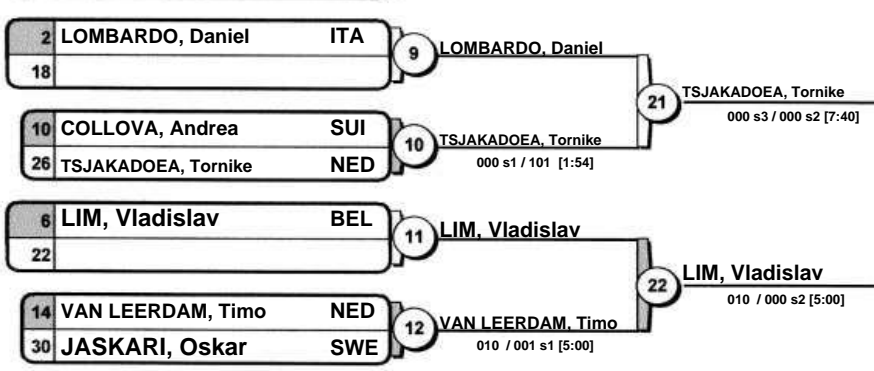 2 LOMBARDO, Daniel ITA
18
9
LOMBARDO, Daniel
10 COLLOVA, Andrea SUI
26 TSJAKADOEA, Tornike NED
10
TSJAKADOEA, Tornike
000 s1 / 101 [1:54]
21
TSJAKADOEA, Tornike
000 s3 / 000 s2 [7:40]
6 LIM, Vladislav BEL
22
11
LIM, Vladislav
14 VAN LEERDAM, Timo NED
30 JASKARI, Oskar SWE
12
VAN LEERDAM, Timo
010 / 001 s1 [5:00]
22
LIM, Vladislav
010 / 000 s2 [5:00]